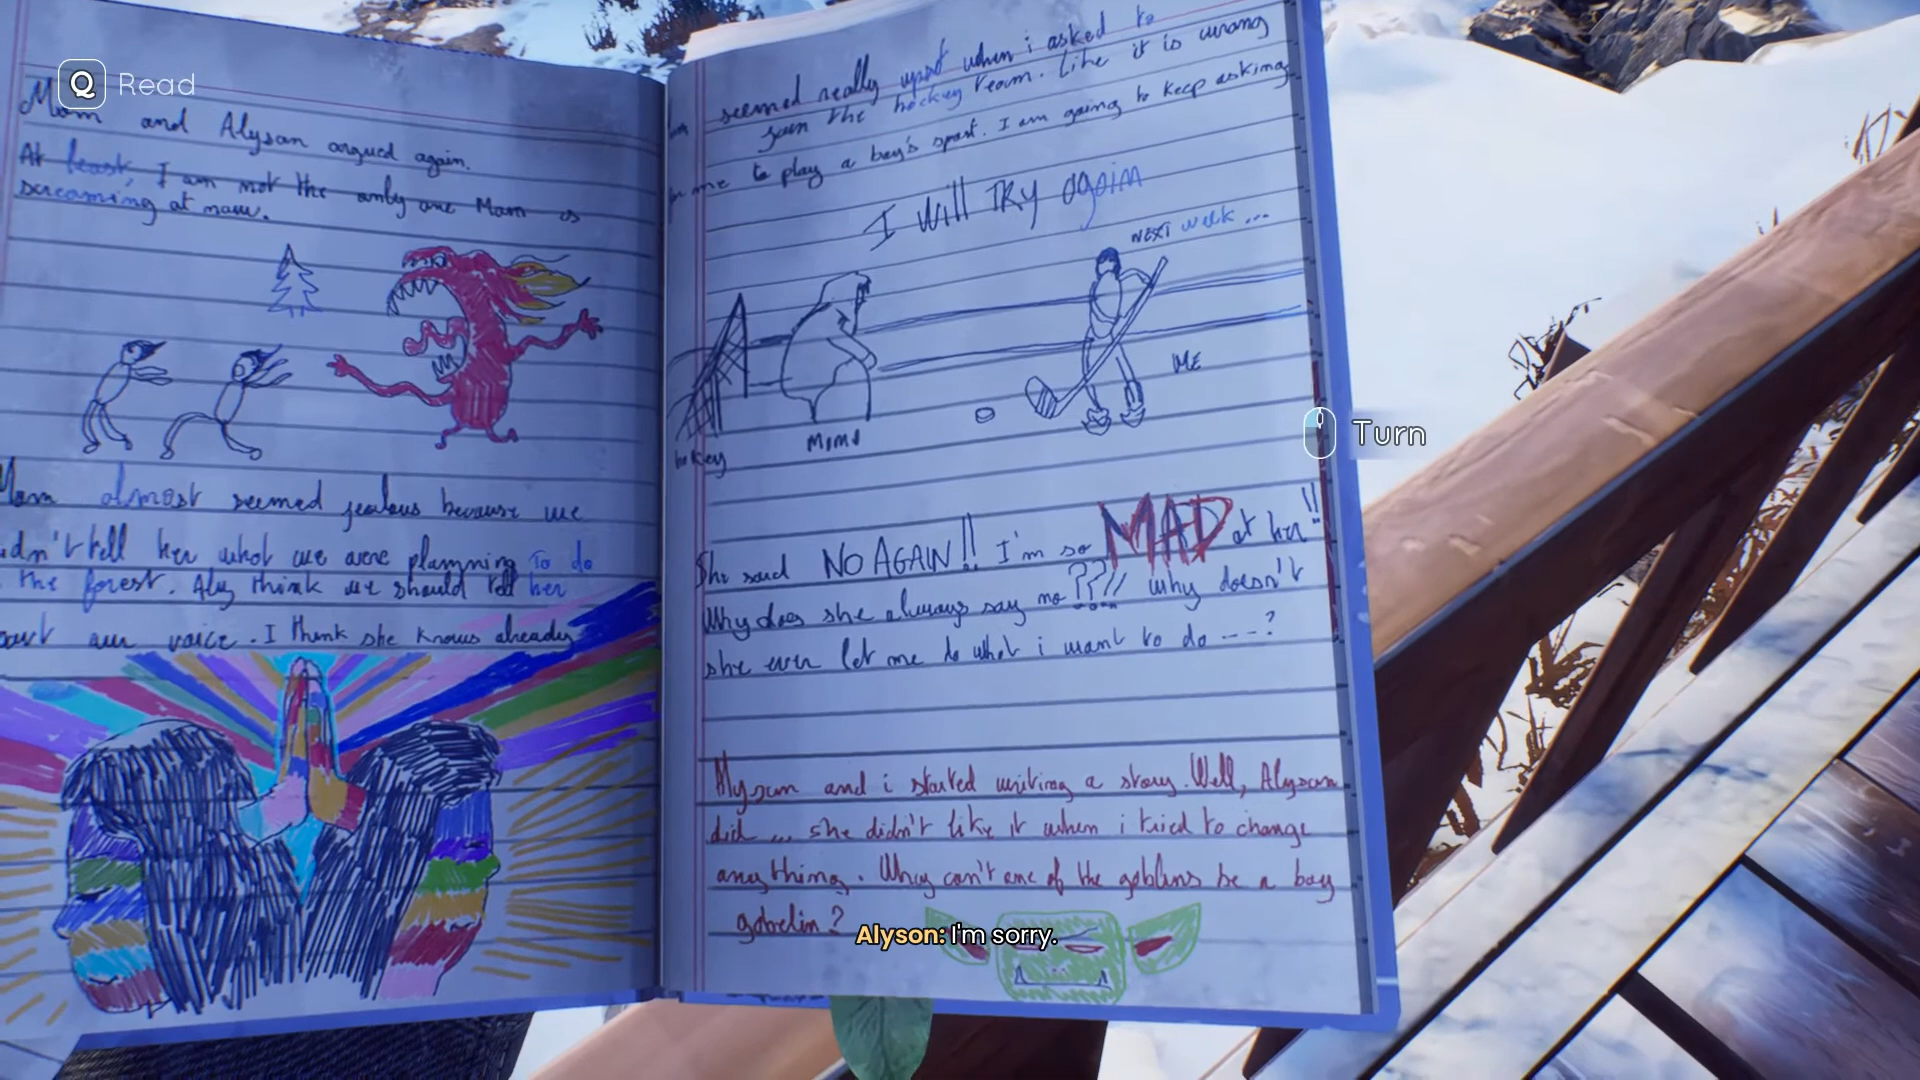 Q Read
Mom and Alyson argued again.
At least, I am not the only one Mom is
screaming at now.
Mom almost seemed jealous because we
dn't tell her what we were planning To do
the forest. Aly think we should tell her
out our voice. I think she knows already
seemed really upset when i asked to
join the hockey team. Like it is wrong
me to play a boy's sport. I am going to keep asking
I will TRY again
NEXT week ...
ME
MOM
hockey
She said NO AGAIN!! I'm so MAD at her!!
Why does she always say no??!! why doesn't
she ever let me do what i want to do ---?
Alyson and i started writing a story. Well, Alyson
did ... she didn't like it when i tried to change
anything. Why can't one of the goblins be a boy
gobelin?
Turn
Alyson: I'm sorry.